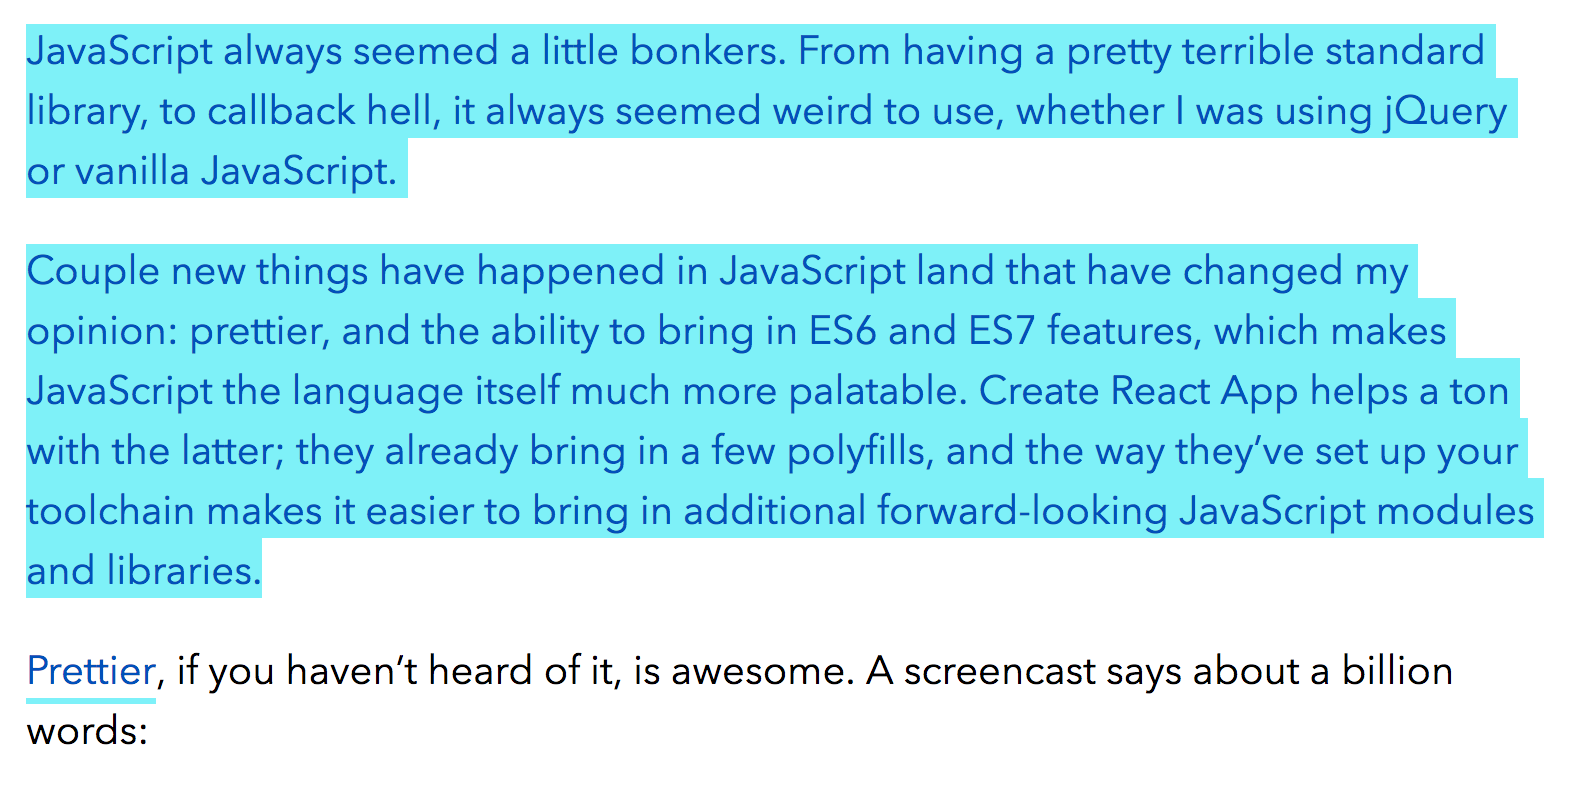 JavaScript always seemed a little bonkers. From having a pretty terrible standard
library, to callback hell, it always seemed weird to use, whether I was using jQuery
or vanilla JavaScript.
Couple new things have happened in JavaScript land that have changed my
opinion: prettier, and the ability to bring in ES6 and ES7 features, which makes
JavaScript the language itself much more palatable. Create React App helps a ton
with the latter; they already bring in a few polyfills, and the way they’ve set up your
toolchain makes it easier to bring in additional forward-looking JavaScript modules
and libraries.
Prettier, if you haven’t heard of it, is awesome. A screencast says about a billion
words: